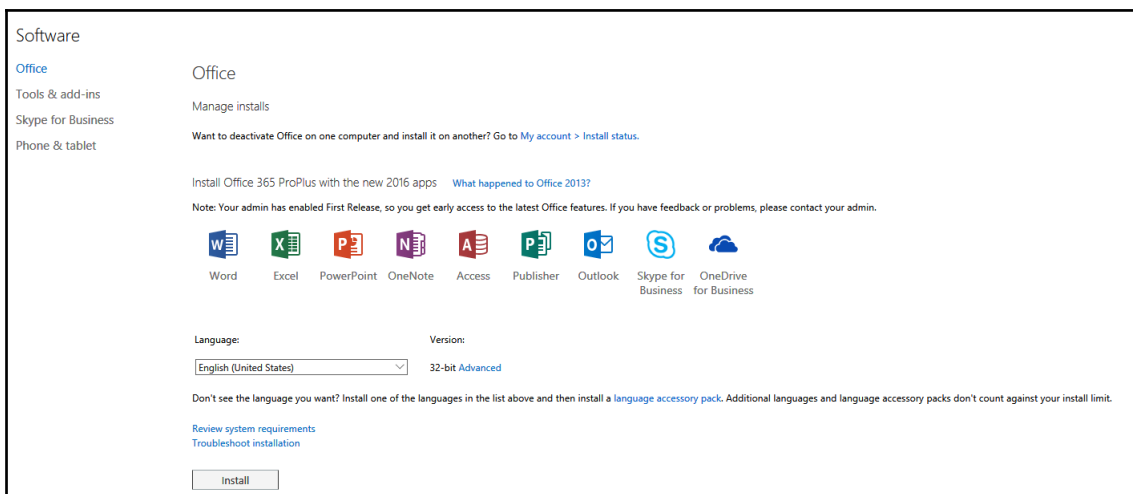 Software
Office
Tools & add-ins
Skype for Business
Phone & tablet
Office
Manage installs
Want to deactivate Office on one computer and install it on another? Go to My account > Install status.
Install Office 365 ProPlus with the new 2016 apps What happened to Office 2013?
Note: Your admin has enabled First Release, so you get early access to the latest Office features. If you have feedback or problems, please contact your admin.
Word Excel PowerPoint OneNote Access Publisher Outlook Skype for Business OneDrive for Business
Language: Version:
English (United States) 32-bit Advanced
Don't see the language you want? Install one of the languages in the list above and then install a language accessory pack. Additional languages and language accessory packs don't count against your install limit.
Review system requirements
Troubleshoot installation
Install